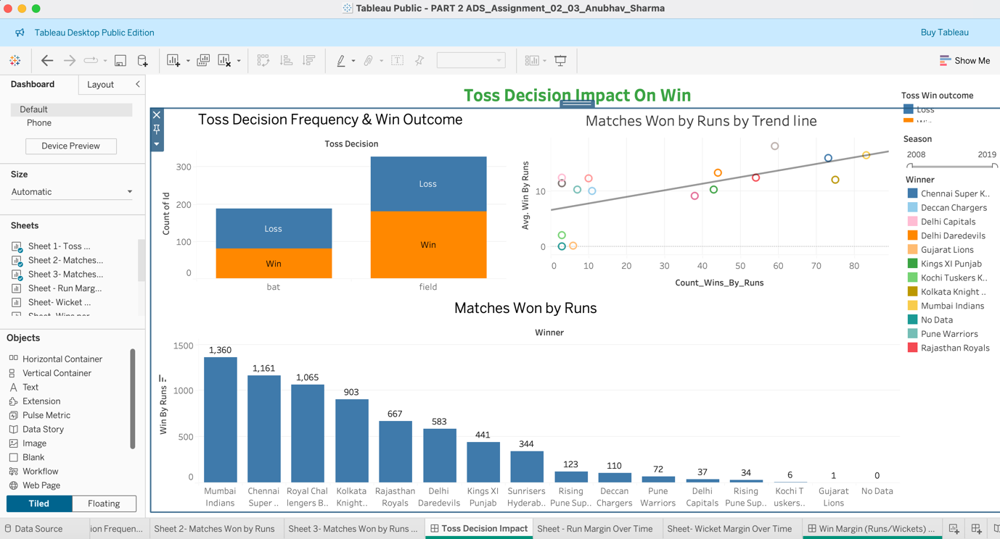 Tableau Public - PART 2 ADS_Assignment_02_03_Anubhav_Sharma
Tableau Desktop Public Edition
Buy Tableau
Show Me
Dashboard
Layout
Default
Phone
Device Preview
Size
Automatic
Sheets
Sheet 1- Toss ...
Sheet 2- Matches...
Sheet 3- Matches...
Sheet - Run Marg...
Sheet- Wicket ...
Objects
Horizontal Container
Vertical Container
Text
Extension
Pulse Metric
Data Story
Image
Blank
Workflow
Web Page
Tiled
Floating
Toss Decision Impact On Win
Toss Decision Frequency & Win Outcome
Toss Decision
Count of Id
300
200
100
0
Loss
Win
Loss
Win
bat
field
Matches Won by Runs by Trend line
Avg. Win By Runs
10
0
0 10 20 30 40 50 60 70 80
Count_Wins_By_Runs
Matches Won by Runs
Winner
Win By Runs
1500
1000
500
0
1,360
1,161
1,065
903
667
583
441
344
123
110
72
37
34
6
1
0
Mumbai
Indians
Chennai
Super ..
Royal Chal
lengers B..
Kolkata
Knight..
Rajasthan
Royals
Delhi
Daredevils
Kings XI
Punjab
Sunrisers
Hyderab..
Rising
Pune Sup..
Deccan
Chargers
Pune
Warriors
Delhi
Capitals
Rising
Pune Sup..
Kochi T
uskers..
Gujarat
Lions
No Data
Toss Win outcome
Loss
Season
2008 2019
Winner
Chennai Super K..
Deccan Chargers
Delhi Capitals
Delhi Daredevils
Gujarat Lions
Kings XI Punjab
Kochi Tuskers K..
Kolkata Knight ..
Mumbai Indians
No Data
Pune Warriors
Rajasthan Royals
Data Source
ion Frequen...
Sheet 2- Matches Won by Runs
Sheet 3- Matches Won by Runs ...
Toss Decision Impact
Sheet - Run Margin Over Time
Sheet- Wicket Margin Over Time
Win Margin (Runs/Wickets) ...